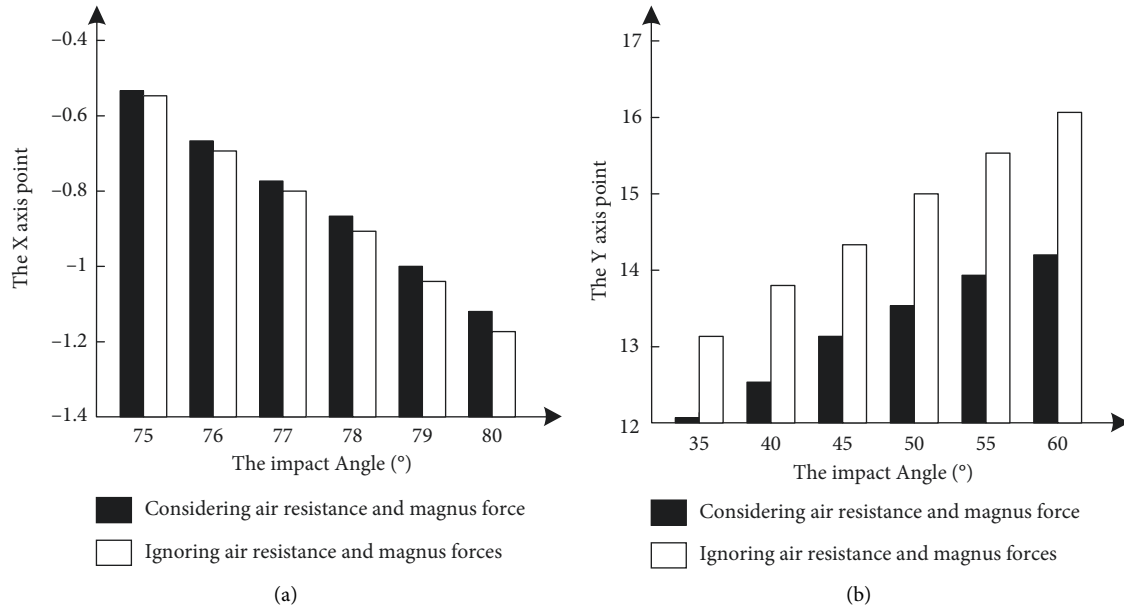 −0.4
−0.6
−0.8
−1
−1.2
−1.4
The X axis point
75 76 77 78 79 80
The impact Angle (°)
Considering air resistance and magnus force
Ignoring air resistance and magnus forces
(a)
17
16
15
14
13
12
The Y axis point
35 40 45 50 55 60
The impact Angle (°)
Considering air resistance and magnus force
Ignoring air resistance and magnus forces
(b)